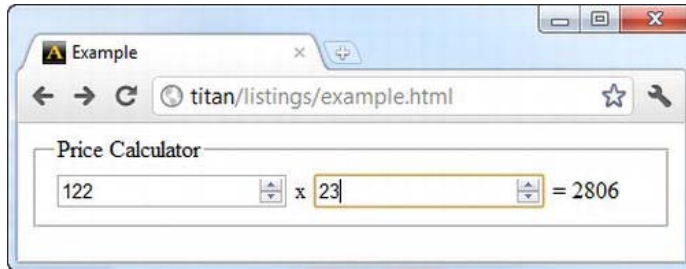 Example
titan/listings/example.html
Price Calculator
122 x 23 = 2806